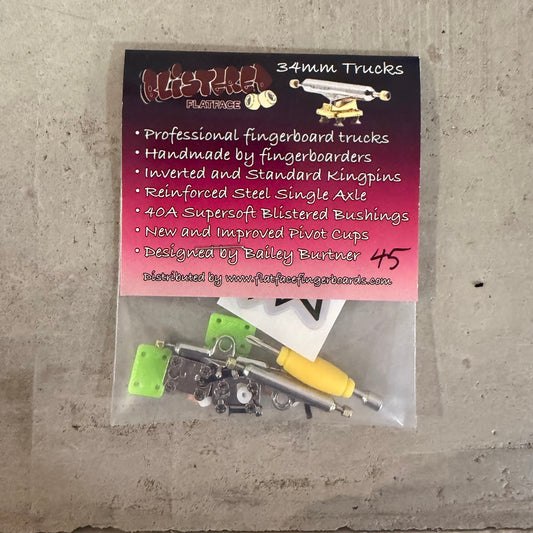 BLISTERED
FLATFACE
34mm Trucks
• Professional fingerboard trucks
• Handmade by fingerboarders
• Inverted and Standard Kingpins
• Reinforced Steel Single Axle
• 40A Supersoft Blistered Bushings
• New and Improved Pivot Cups
• Designed by Bailey Burtner 45
Distributed by www.flatfacefingerboards.com